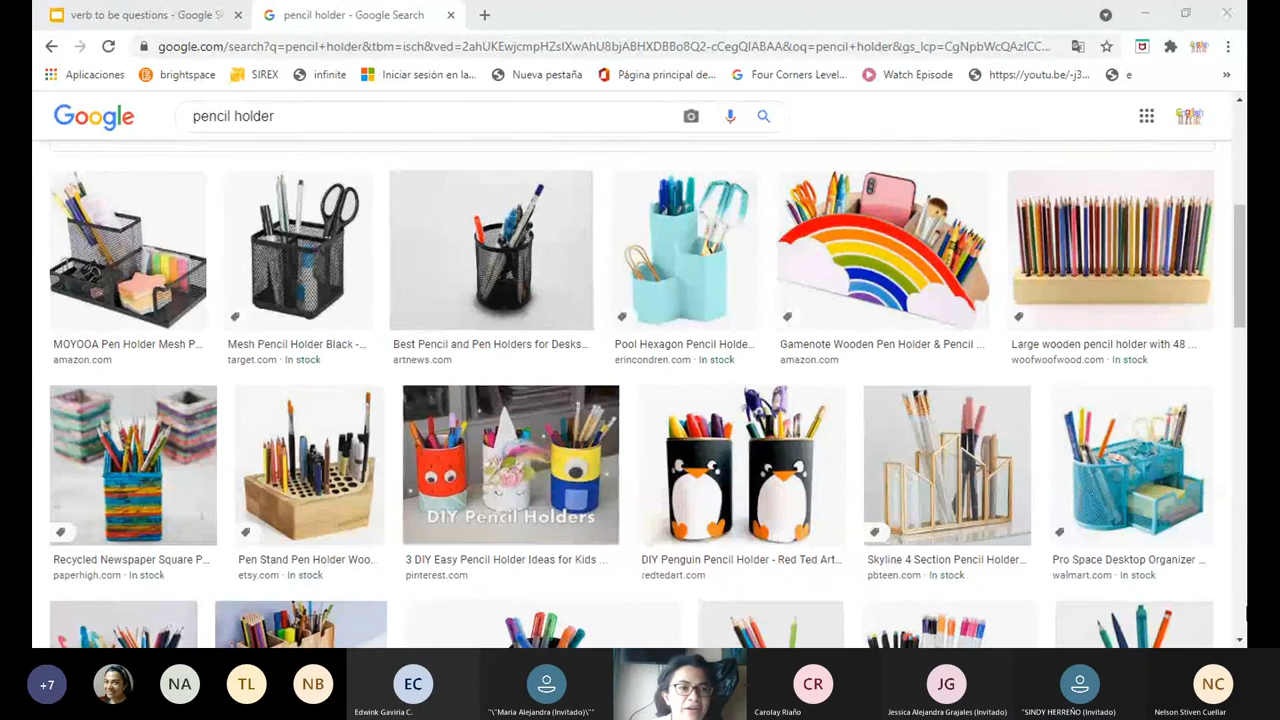 verb to be questions - Google S
pencil holder - Google Search
google.com/search?q=pencil+holder&tbm=isch&ved=2ahUKEwjcmpHZsIXwAhU8bjABHXDBBo8Q2-cCegQIABAA&oq=pencil+holder&gs_lcp=CgNpbWcQAzICC...
Aplicaciones
brightspace
SIREX
infinite
Iniciar sesión en la...
Nueva pestaña
Página principal de...
Four Corners Level...
Watch Episode
https://youtu.be/-j3...
e
»
Google
pencil holder
MOYOOA Pen Holder Mesh P...
amazon.com
Mesh Pencil Holder Black -...
target.com · In stock
Best Pencil and Pen Holders for Desks...
artnews.com
Pool Hexagon Pencil Holde...
erincondren.com · In stock
Gamenote Wooden Pen Holder & Pencil ...
amazon.com
Large wooden pencil holder with 48 ...
woofwoofwood.com · In stock
DIY Pencil Holders
Recycled Newspaper Square P...
paperhigh.com · In stock
Pen Stand Pen Holder Woo...
etsy.com · In stock
3 DIY Easy Pencil Holder Ideas for Kids ...
pinterest.com
DIY Penguin Pencil Holder - Red Ted Art...
redtedart.com
Skyline 4 Section Pencil Holder...
pbteen.com · In stock
Pro Space Desktop Organizer ...
walmart.com · In stock
+7
NA
TL
NB
EC
Edwink Gaviria C.
"\"Maria Alejandra (Invitado)\""
CR
Carolay Riaño
JG
Jessica Alejandra Grajales (Invitado)
"SINDY HERREÑO (Invitado)"
NC
Nelson Stiven Cuellar